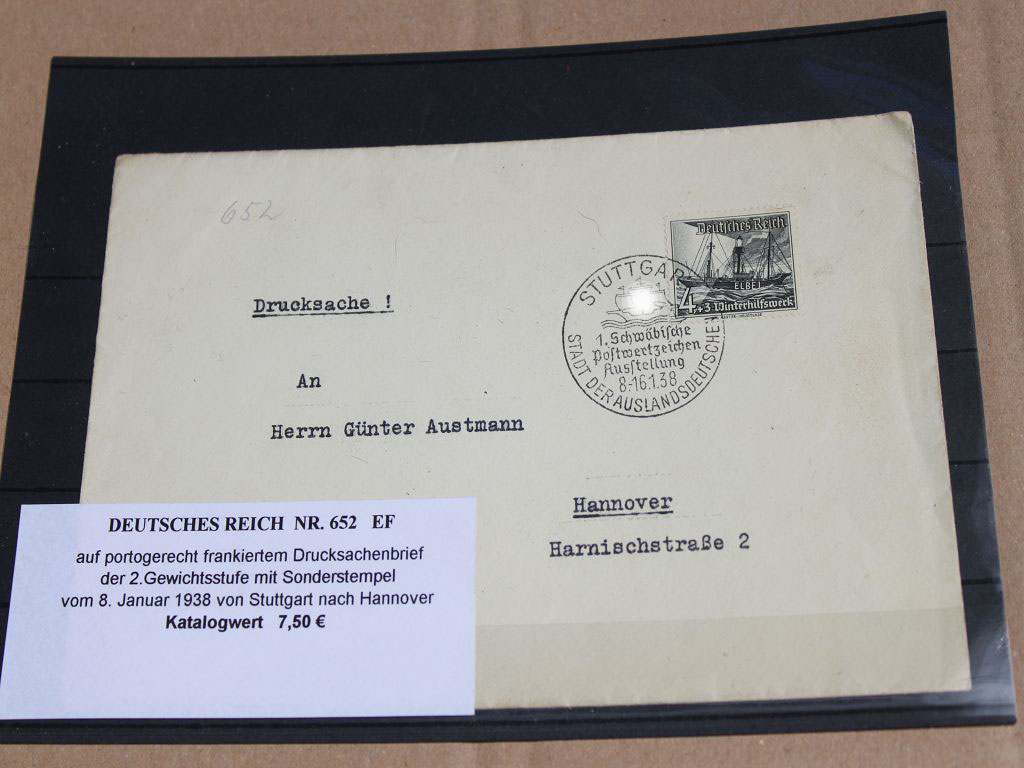 652
Deutsches Reich
ELBE 1
4+3 Winterhilfswerk
STUTTGAR
1. Schwäbische
Postwertzeichen
Ausstellung
8.-16.1.38
STADT DER AUSLANDSDEUTSCHEN
Drucksache !
An
Herrn Günter Austmann
Hannover
Harnischstraße 2
DEUTSCHES REICH NR. 652 EF
auf portogerecht frankiertem Drucksachenbrief
der 2.Gewichtsstufe mit Sonderstempel
vom 8. Januar 1938 von Stuttgart nach Hannover
Katalogwert 7,50 €